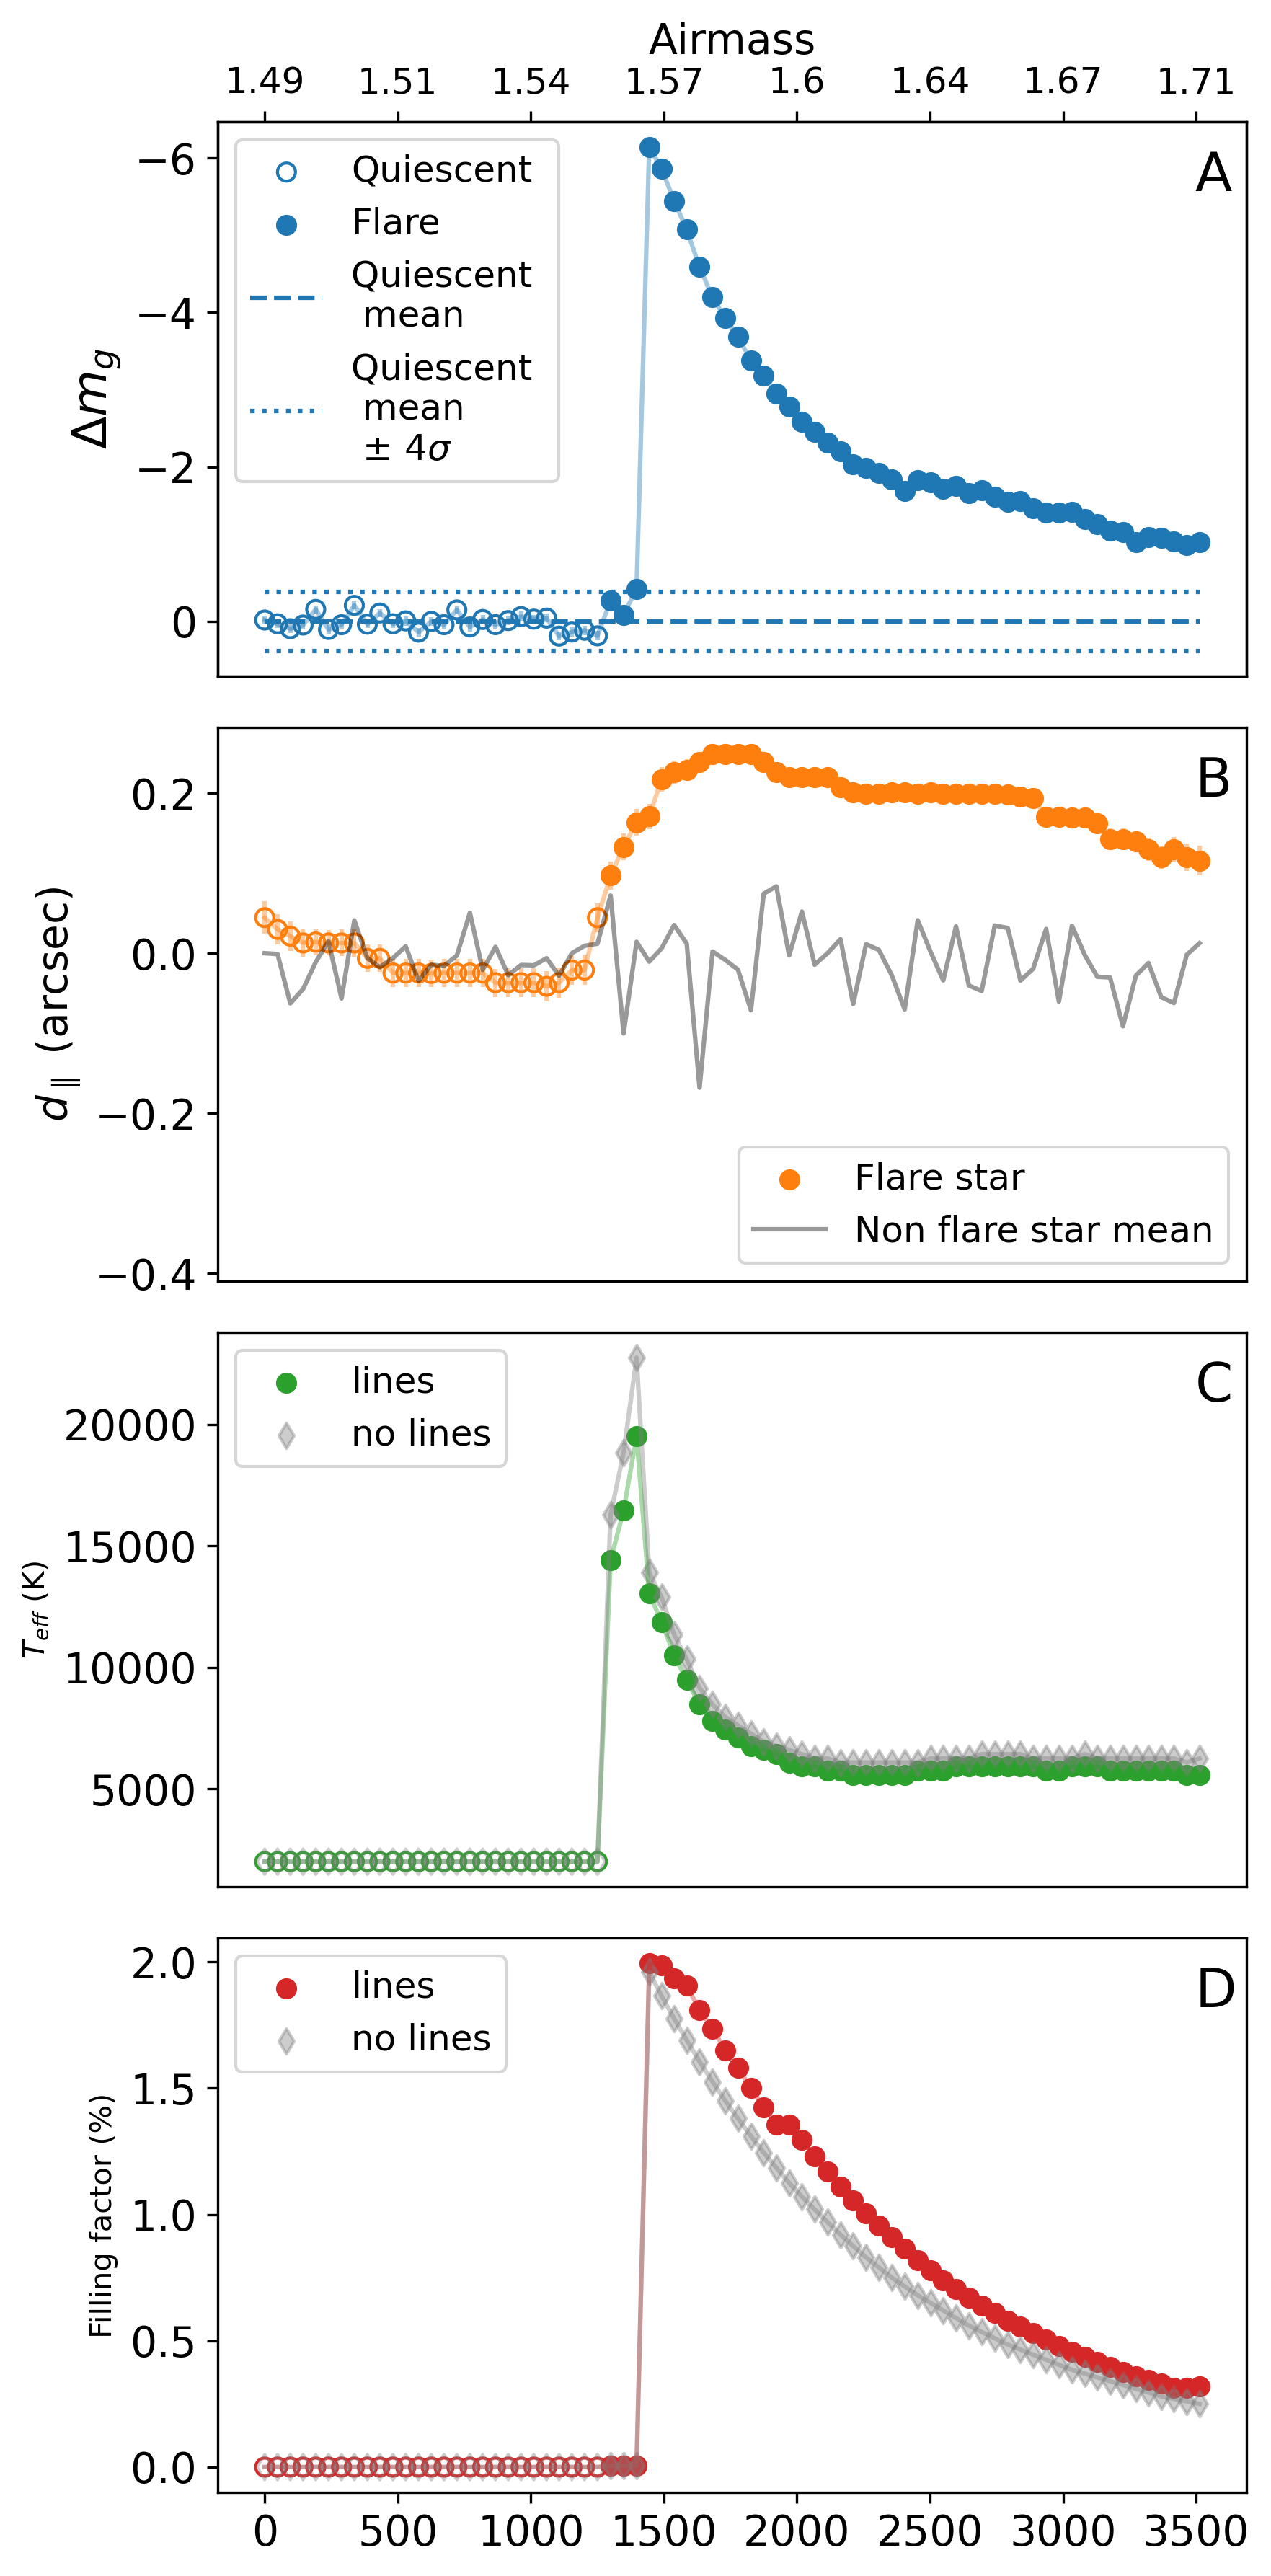 Airmass
1.49 1.51 1.54 1.57 1.6 1.64 1.67 1.71
A
Quiescent
Flare
Quiescent
mean
Quiescent
mean
± 4σ
Δm_g
−6
−4
−2
0
B
d_∥ (arcsec)
0.2
0.0
−0.2
−0.4
Flare star
Non flare star mean
C
lines
no lines
T_eff (K)
20000
15000
10000
5000
D
lines
no lines
Filling factor (%)
2.0
1.5
1.0
0.5
0.0
0 500 1000 1500 2000 2500 3000 3500